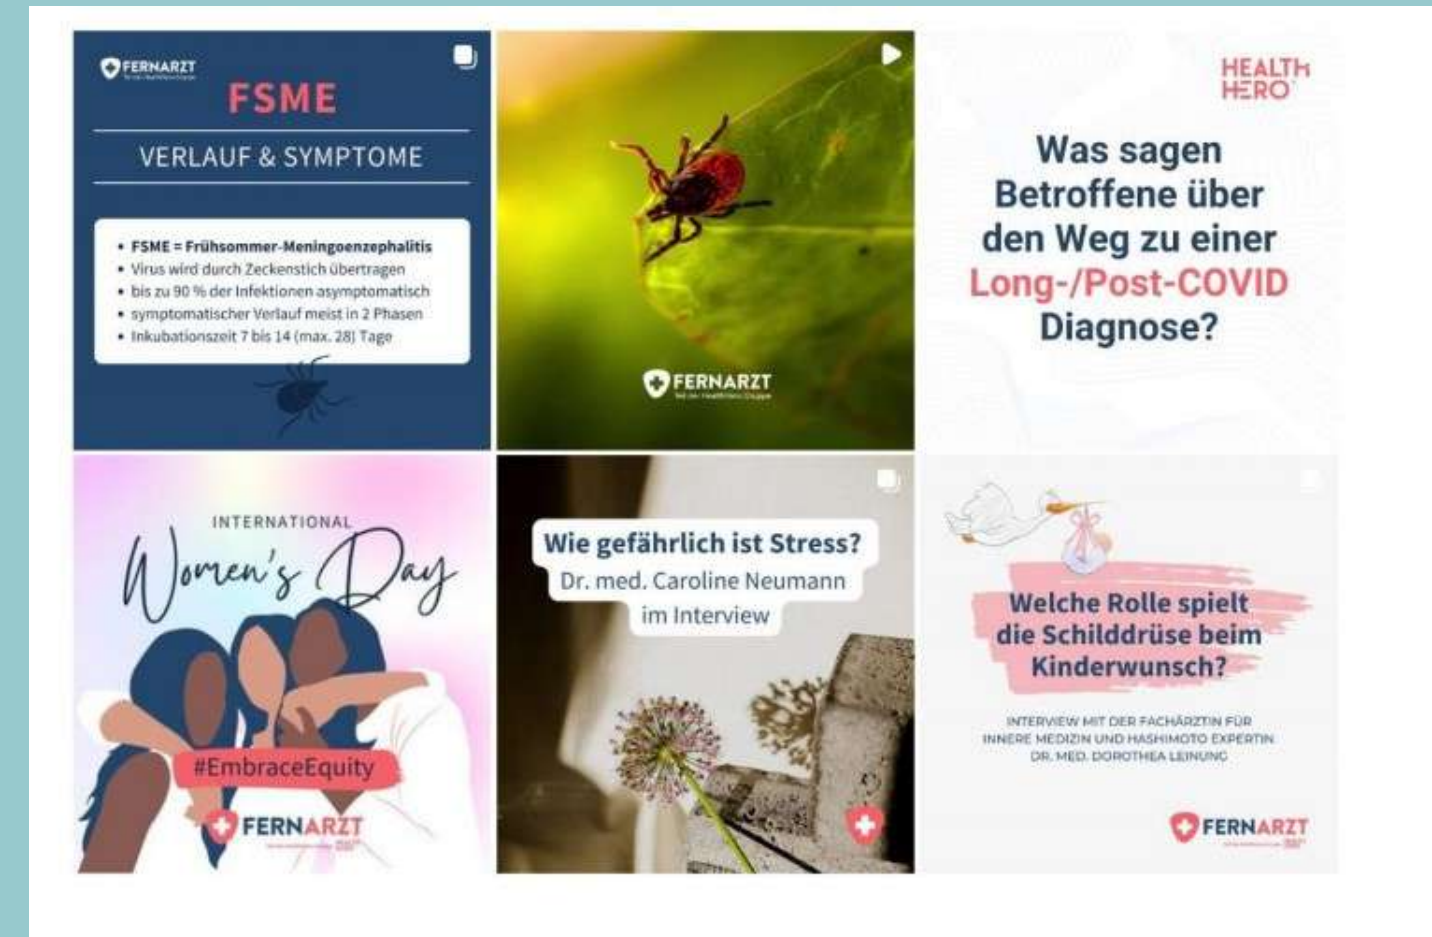 FERNARZT
FSME
VERLAUF & SYMPTOME
• FSME = Frühsommer-Meningoenzephalitis
• Virus wird durch Zeckenstich übertragen
• bis zu 90 % der Infektionen asymptomatisch
• symptomatischer Verlauf meist in 2 Phasen
• Inkubationszeit 7 bis 14 (max. 28) Tage
FERNARZT
Teil der HealthHero Gruppe
HEALTH
HERO
Was sagen
Betroffene über
den Weg zu einer
Long-/Post-COVID
Diagnose?
INTERNATIONAL
Women's Day
#EmbraceEquity
FERNARZT
Wie gefährlich ist Stress?
Dr. med. Caroline Neumann
im Interview
Welche Rolle spielt
die Schilddrüse beim
Kinderwunsch?
INTERVIEW MIT DER FACHÄRZTIN FÜR
INNERE MEDIZIN UND HASHIMOTO EXPERTIN
DR. MED. DOROTHEA LEINUNG
FERNARZT